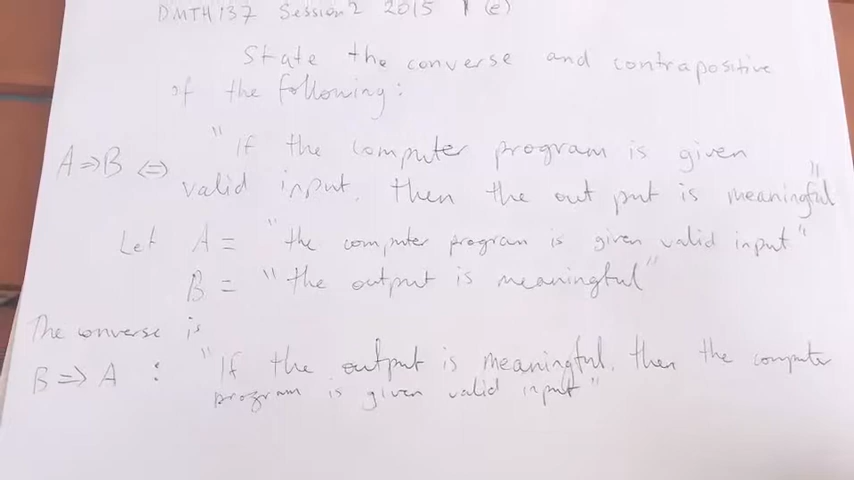 DMTH137 Session 2 2015 1 (e)
State the converse and contrapositive
of the following:
"If the computer program is given
A ⇒ B ⇔ valid input, then the output is meaningful"
Let A = "the computer program is given valid input"
B = "the output is meaningful"
The converse is
B ⇒ A : "If the output is meaningful, then the computer
program is given valid input"